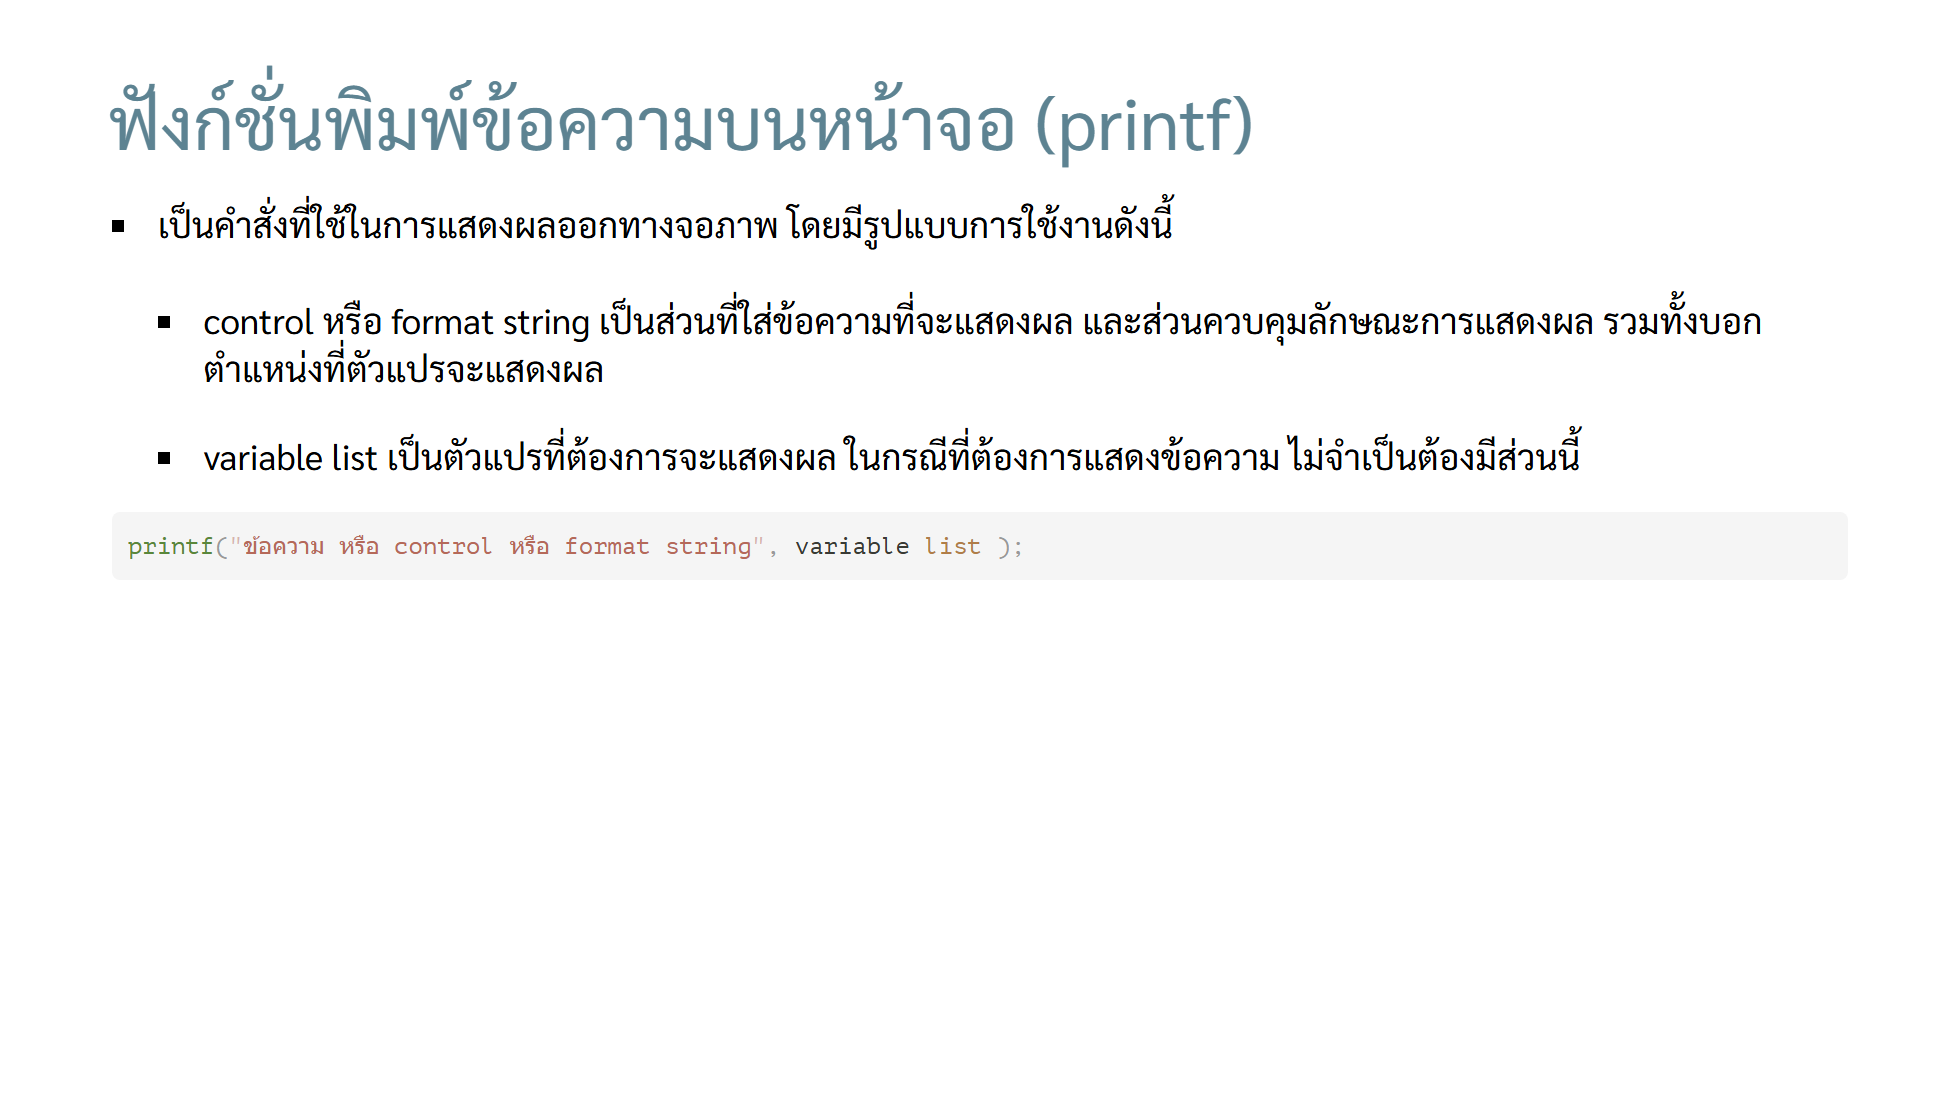 ฟังก์ชั่นพิมพ์ข้อความบนหน้าจอ (printf)
เป็นคำสั่งที่ใช้ในการแสดงผลออกทางจอภาพ โดยมีรูปแบบการใช้งานดังนี้
control หรือ format string เป็นส่วนที่ใส่ข้อความที่จะแสดงผล และส่วนควบคุมลักษณะการแสดงผล รวมทั้งบอก
ตำแหน่งที่ตัวแปรจะแสดงผล
variable list เป็นตัวแปรที่ต้องการจะแสดงผล ในกรณีที่ต้องการแสดงข้อความ ไม่จำเป็นต้องมีส่วนนี้
printf("ข้อความ หรือ control หรือ format string", variable list );